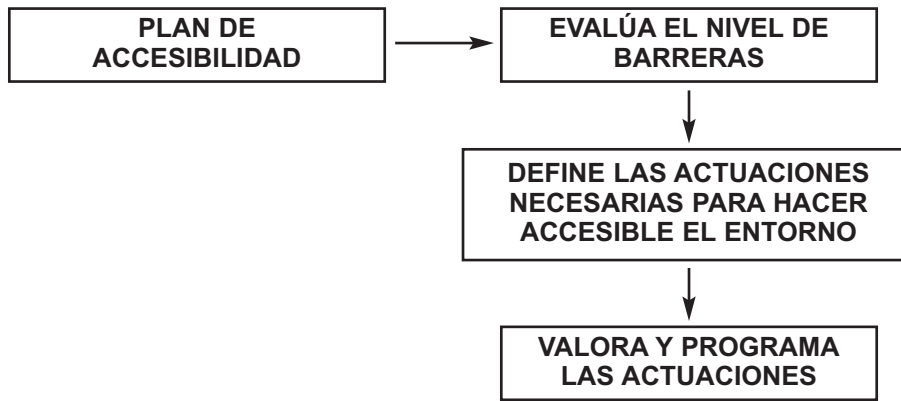 PLAN DE
ACCESIBILIDAD
EVALÚA EL NIVEL DE
BARRERAS
DEFINE LAS ACTUACIONES
NECESARIAS PARA HACER
ACCESIBLE EL ENTORNO
VALORA Y PROGRAMA
LAS ACTUACIONES